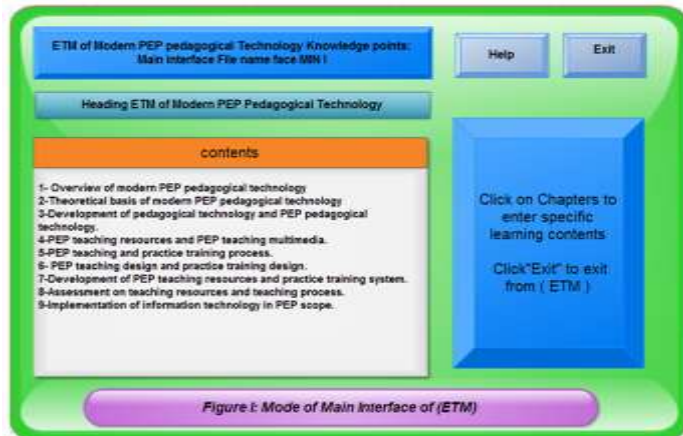 ETM of Modern PEP pedagogical Technology Knowledge points:
Main interface File name face MIN I
Help
Exit
Heading ETM of Modern PEP Pedagogical Technology
contents
1- Overview of modern PEP pedagogical technology
2-Theoretical basis of modern PEP pedagogical technology
3-Development of pedagogical technology and PEP pedagogical
technology.
4-PEP teaching resources and PEP teaching multimedia.
5-PEP teaching and practice training process.
6- PEP teaching design and practice training design.
7-Development of PEP teaching resources and practice training system.
8-Assessment on teaching resources and teaching process.
9-Implementation of information technology in PEP scope.
Click on Chapters to
enter specific
learning contents
Click"Exit" to exit
from ( ETM )
Figure I: Mode of Main Interface of (ETM)